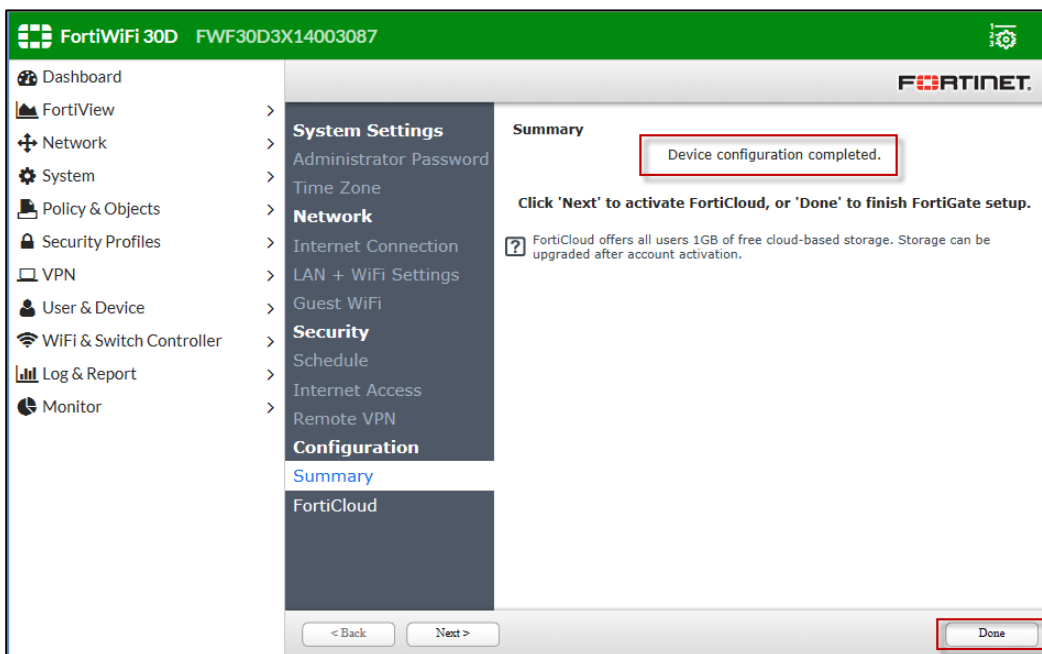 FortiWiFi 30D FWF30D3X14003087
Dashboard
FortiView
Network
System
Policy & Objects
Security Profiles
VPN
User & Device
WiFi & Switch Controller
Log & Report
Monitor
FORTINET.
System Settings
Administrator Password
Time Zone
Network
Internet Connection
LAN + WiFi Settings
Guest WiFi
Security
Schedule
Internet Access
Remote VPN
Configuration
Summary
FortiCloud
Summary
Device configuration completed.
Click 'Next' to activate FortiCloud, or 'Done' to finish FortiGate setup.
FortiCloud offers all users 1GB of free cloud-based storage. Storage can be
upgraded after account activation.
< Back Next > Done